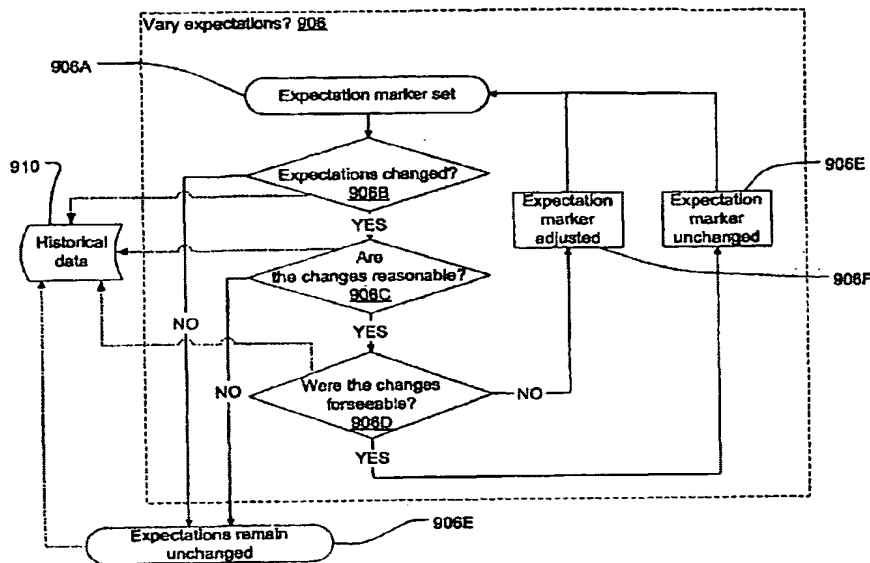 Vary expectations? 906
906A
Expectation marker set
910
Expectations changed?
906B
906E
Expectation
marker
adjusted
Expectation
marker
unchanged
YES
Historical
data
Are
the changes reasonable?
906C
906F
NO
YES
NO
Were the changes
forseeable?
906D
NO
YES
906E
Expectations remain
unchanged